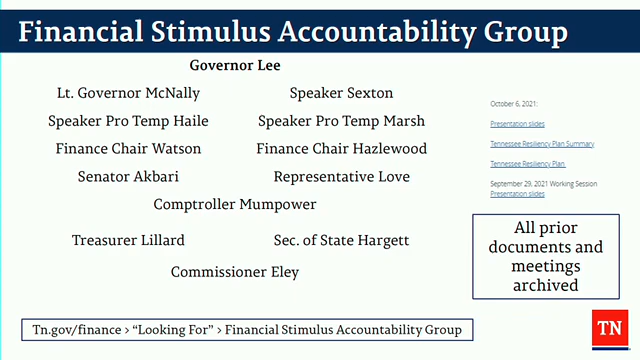 Financial Stimulus Accountability Group
Governor Lee
Lt. Governor McNally
Speaker Sexton
Speaker Pro Temp Haile
Speaker Pro Temp Marsh
Finance Chair Watson
Finance Chair Hazlewood
Senator Akbari
Representative Love
Comptroller Mumpower
Treasurer Lillard
Sec. of State Hargett
Commissioner Eley
October 6, 2021:
Presentation slides
Tennessee Resiliency Plan Summary
Tennessee Resiliency Plan
September 29, 2021 Working Session
Presentation slides
All prior
documents and
meetings
archived
Tn.gov/finance > “Looking For” > Financial Stimulus Accountability Group
TN